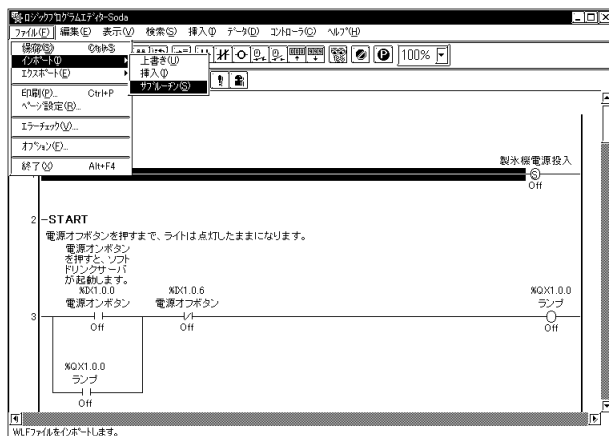 ﾛｼﾞｯｸﾌﾟﾛｸﾞﾗﾑｴﾃﾞｨﾀ-Soda
ﾌｧｲﾙ(F) 編集(E) 表示(V) 検索(S) 挿入(I) ﾃﾞｰﾀ(D) ｺﾝﾄﾛｰﾗ(C) ﾍﾙﾌﾟ(H)
保存(S) Ctrl+S
ｲﾝﾎﾟｰﾄ(I)
ｴｸｽﾎﾟｰﾄ(E)
上書き(U)
挿入(I)
ｻﾌﾞﾙｰﾁﾝ(S)
100%
印刷(P)... Ctrl+P
ﾍﾟｰｼﾞ設定(R)...
ｴﾗｰﾁｪｯｸ(V)...
ｵﾌﾟｼｮﾝ(F)...
終了(X) Alt+F4
製氷機電源投入
S
Off
2 -START
電源オフボタンを押すまで、ライトは点灯したままになります。
電源オンボタン
を押すと、ソフト
ドリンクサーバ
が起動します。
%IX1.0.0 %IX1.0.6 %QX1.0.0
電源オンボタン 電源オフボタン ランプ
3
Off Off Off
%QX1.0.0
ランプ
Off
WLFﾌｧｲﾙをｲﾝﾎﾟｰﾄします。